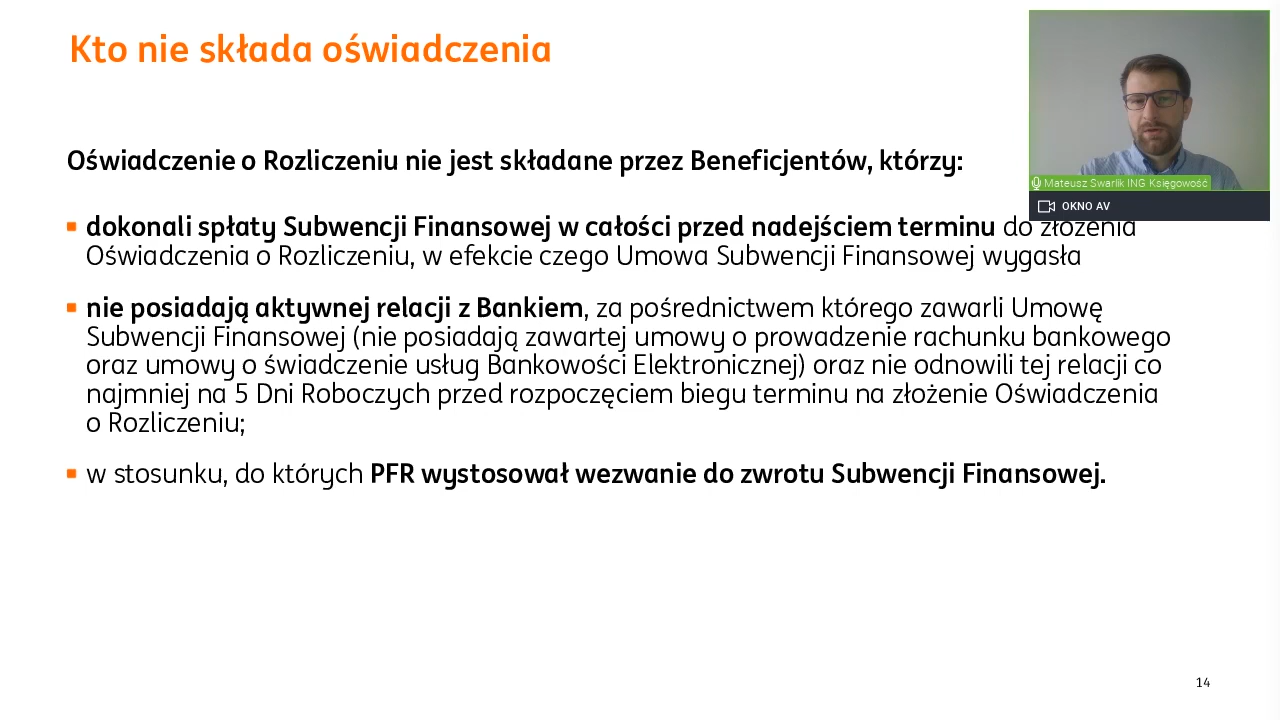 Kto nie składa oświadczenia
Oświadczenie o Rozliczeniu nie jest składane przez Beneficjentów, którzy:
dokonali spłaty Subwencji Finansowej w całości przed nadejściem terminu do złożenia
Oświadczenia o Rozliczeniu, w efekcie czego Umowa Subwencji Finansowej wygasła
nie posiadają aktywnej relacji z Bankiem, za pośrednictwem którego zawarli Umowę
Subwencji Finansowej (nie posiadają zawartej umowy o prowadzenie rachunku bankowego
oraz umowy o świadczenie usług Bankowości Elektronicznej) oraz nie odnowili tej relacji co
najmniej na 5 Dni Roboczych przed rozpoczęciem biegu terminu na złożenie Oświadczenia
o Rozliczeniu;
w stosunku, do których PFR wystosował wezwanie do zwrotu Subwencji Finansowej.
Mateusz Swarlik ING Księgowość
OKNO AV
14